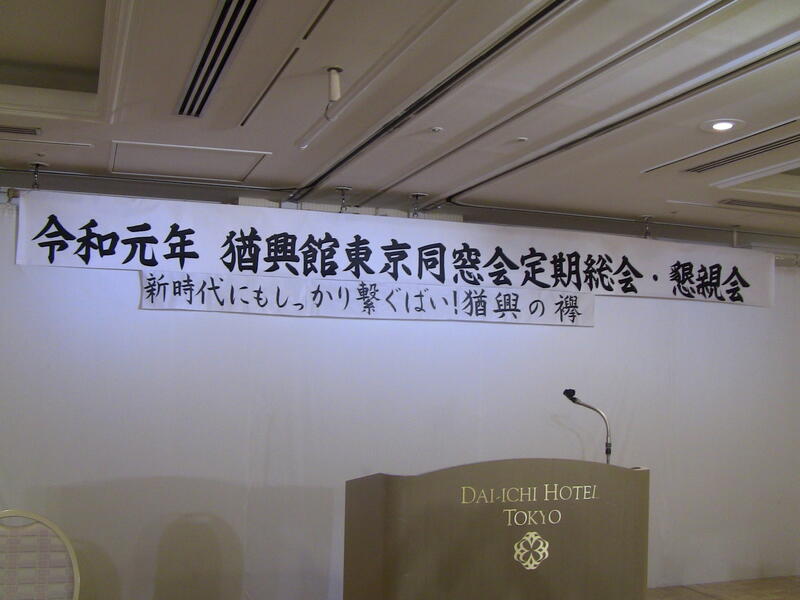 令和元年 猶興館東京同窓会定期総会・懇親会
新時代にもしっかり繋ぐばい!猶興の襷
DAI-ICHI HOTEL
TOKYO